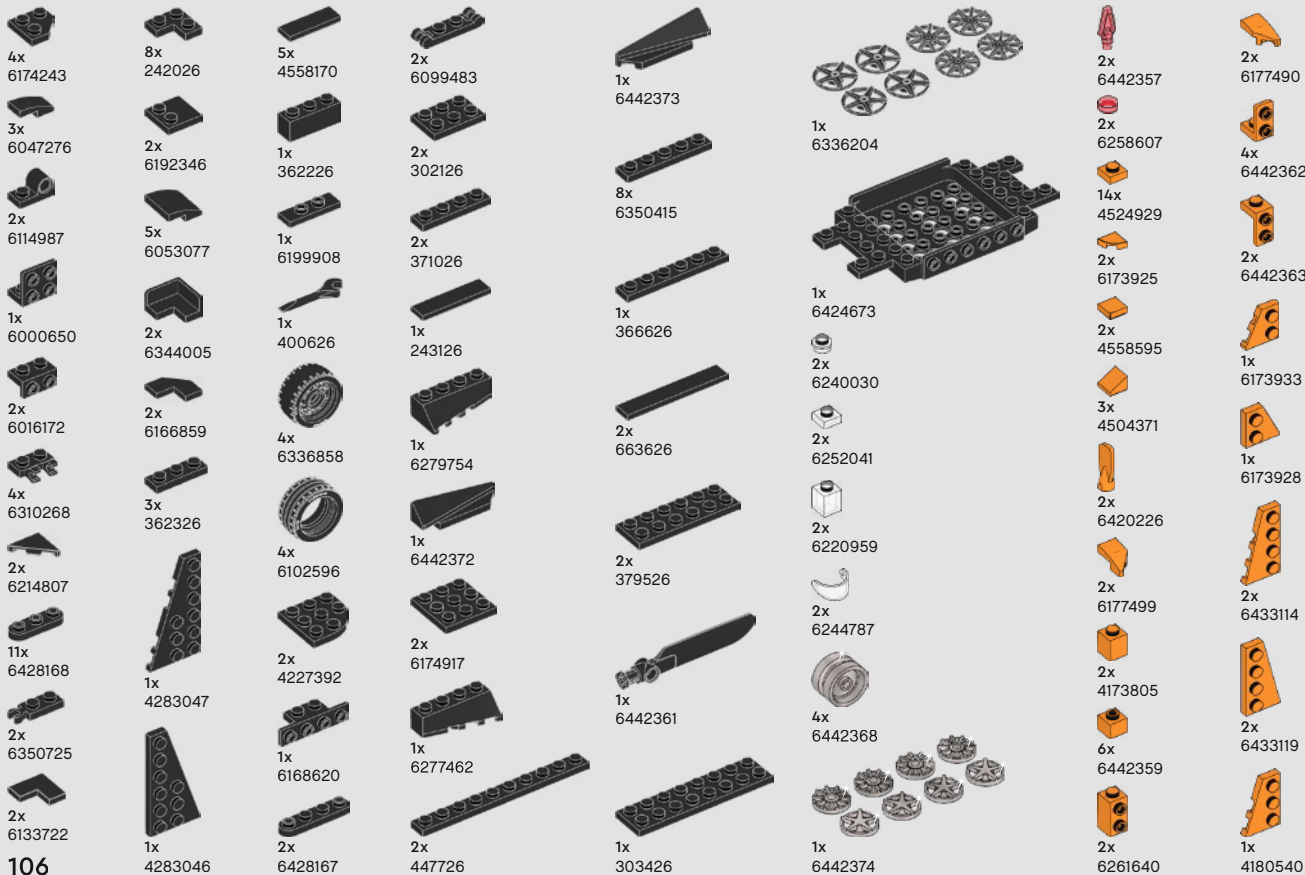 4x
6174243
3x
6047276
2x
6114987
1x
6000650
2x
6016172
4x
6310268
2x
6214807
11x
6428168
2x
6350725
2x
6133722
106
8x
242026
2x
6192346
5x
6053077
2x
6344005
2x
6166859
3x
362326
1x
4283047
1x
4283046
5x
4558170
1x
362226
1x
6199908
1x
400626
4x
6336858
4x
6102596
2x
4227392
1x
6168620
2x
6428167
2x
6099483
2x
302126
2x
371026
1x
243126
1x
6279754
1x
6442372
2x
6174917
1x
6277462
2x
447726
1x
6442373
8x
6350415
1x
366626
2x
663626
2x
379526
1x
6442361
1x
303426
1x
6336204
1x
6424673
2x
6240030
2x
6252041
2x
6220959
2x
6244787
4x
6442368
1x
6442374
2x
6442357
2x
6258607
14x
4524929
2x
6173925
2x
4558595
3x
4504371
2x
6420226
2x
6177499
2x
4173805
6x
6442359
2x
6261640
2x
6177490
4x
6442362
2x
6442363
1x
6173933
1x
6173928
2x
6433114
2x
6433119
1x
4180540